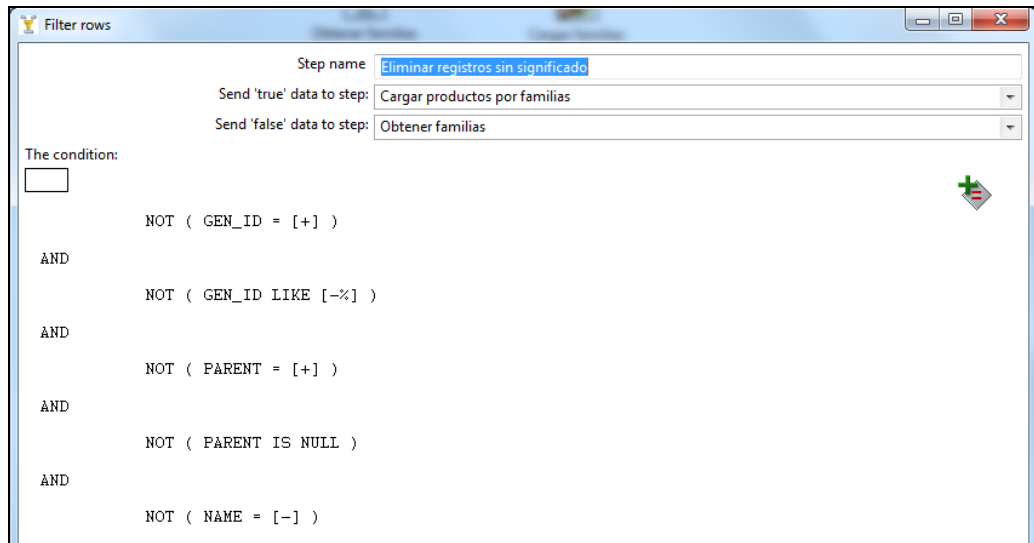 Filter rows
Step name Eliminar registros sin significado
Send 'true' data to step: Cargar productos por familias
Send 'false' data to step: Obtener familias
The condition:
NOT ( GEN_ID = [+] )
AND
NOT ( GEN_ID LIKE [-%] )
AND
NOT ( PARENT = [+] )
AND
NOT ( PARENT IS NULL )
AND
NOT ( NAME = [-] )